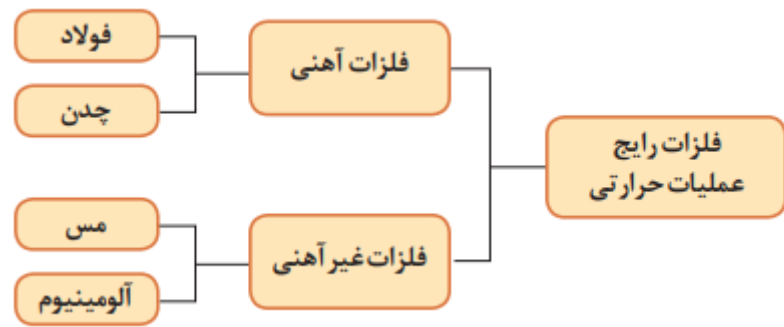 فلزات رایج
عملیات حرارتی
فلزات آهنی
فولاد
چدن
فلزات غیر آهنی
مس
آلومینیوم